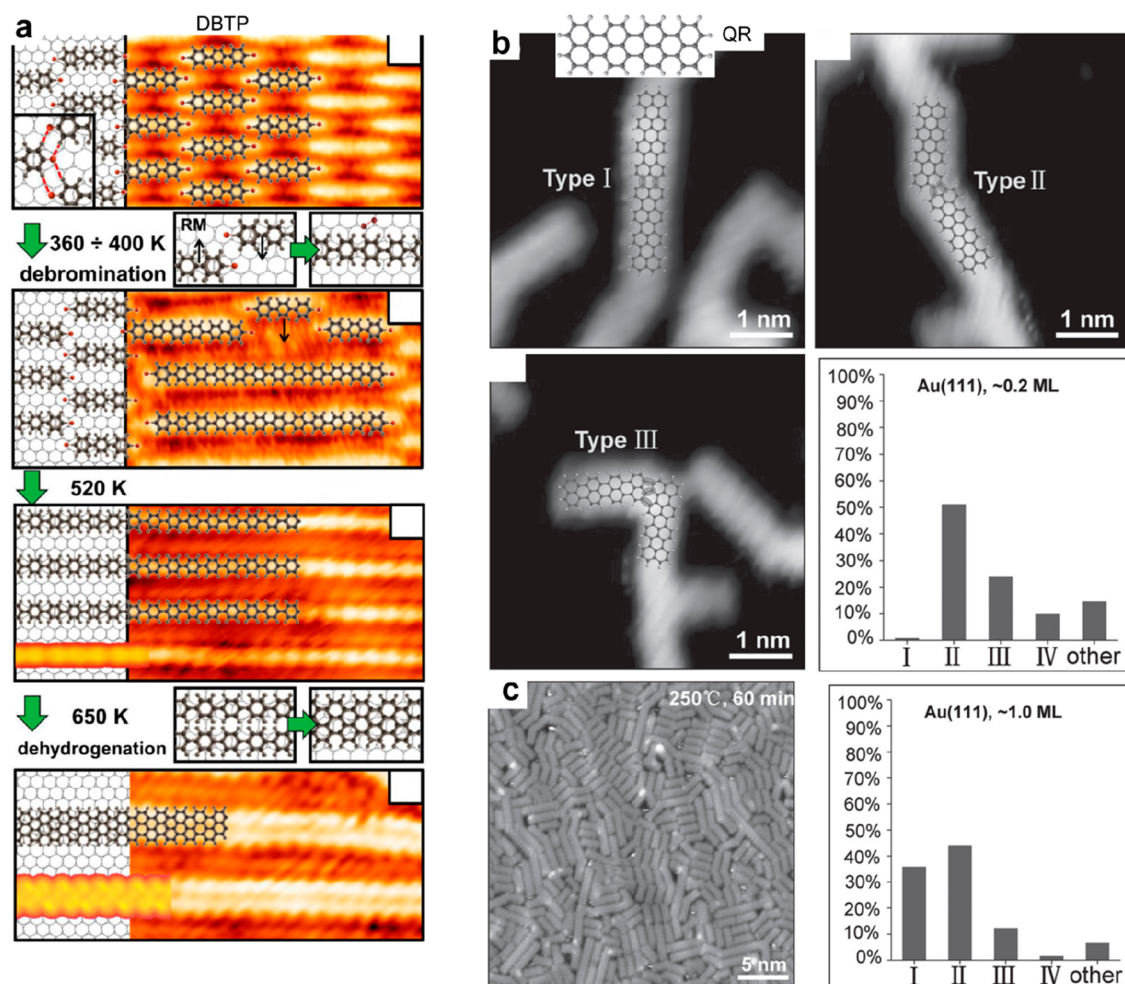 a
DBTP
RM
360 ÷ 400 K
debromination
520 K
650 K
dehydrogenation
b
QR
Type Ⅰ
1 nm
Type Ⅱ
1 nm
Type Ⅲ
1 nm
Au(111), ~0.2 ML
100%
90%
80%
70%
60%
50%
40%
30%
20%
10%
0%
Ⅰ Ⅱ Ⅲ Ⅳ other
c
250℃, 60 min
5 nm
Au(111), ~1.0 ML
100%
90%
80%
70%
60%
50%
40%
30%
20%
10%
0%
Ⅰ Ⅱ Ⅲ Ⅳ other